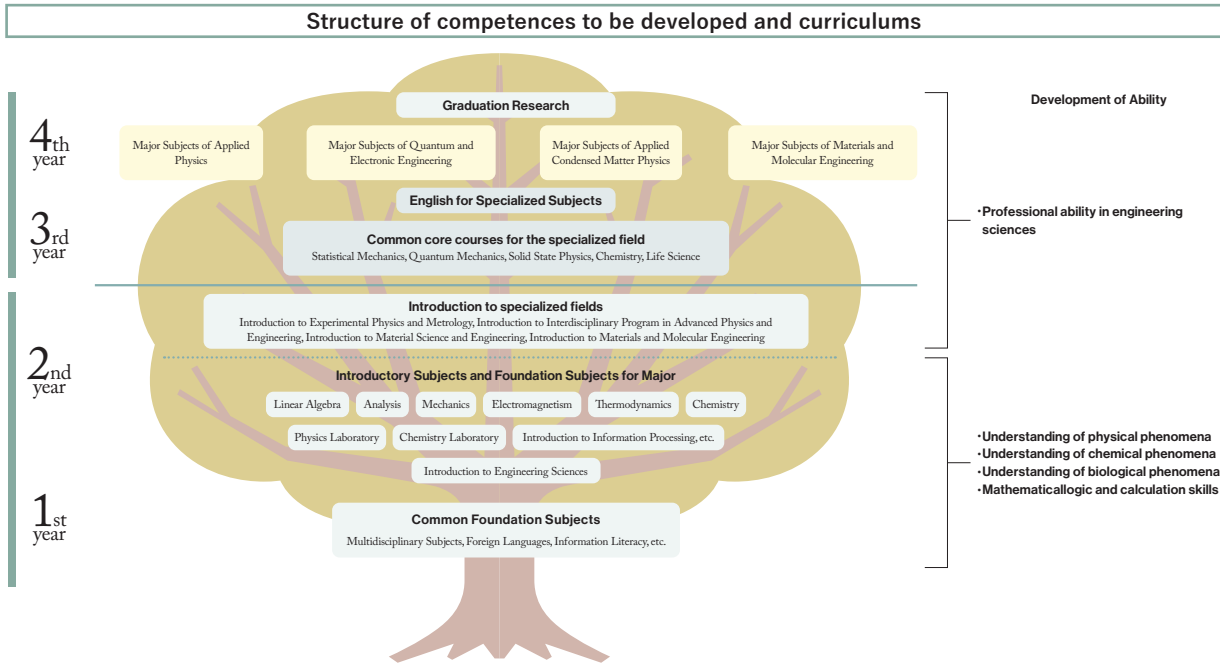 Structure of competences to be developed and curriculums
Development of Ability
4th
year
Graduation Research
Major Subjects of Applied
Physics
Major Subjects of Quantum and
Electronic Engineering
Major Subjects of Applied
Condensed Matter Physics
Major Subjects of Materials and
Molecular Engineering
3rd
year
English for Specialized Subjects
Common core courses for the specialized field
Statistical Mechanics, Quantum Mechanics, Solid State Physics, Chemistry, Life Science
・Professional ability in engineering
sciences
2nd
year
Introduction to specialized fields
Introduction to Experimental Physics and Metrology, Introduction to Interdisciplinary Program in Advanced Physics and
Engineering, Introduction to Material Science and Engineering, Introduction to Materials and Molecular Engineering
Introductory Subjects and Foundation Subjects for Major
Linear Algebra
Analysis
Mechanics
Electromagnetism
Thermodynamics
Chemistry
Physics Laboratory
Chemistry Laboratory
Introduction to Information Processing, etc.
Introduction to Engineering Sciences
・Understanding of physical phenomena
・Understanding of chemical phenomena
・Understanding of biological phenomena
・Mathematicallogic and calculation skills
1st
year
Common Foundation Subjects
Multidisciplinary Subjects, Foreign Languages, Information Literacy, etc.